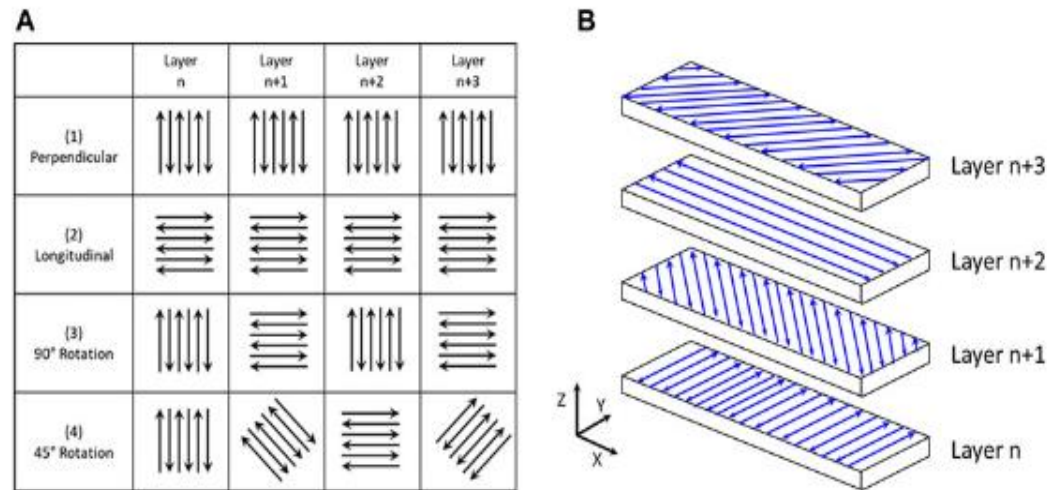 A
Layer
n
Layer
n+1
Layer
n+2
Layer
n+3
(1)
Perpendicular
(2)
Longitudinal
(3)
90° Rotation
(4)
45° Rotation
B
Layer n+3
Layer n+2
Layer n+1
Layer n
Z
Y
X